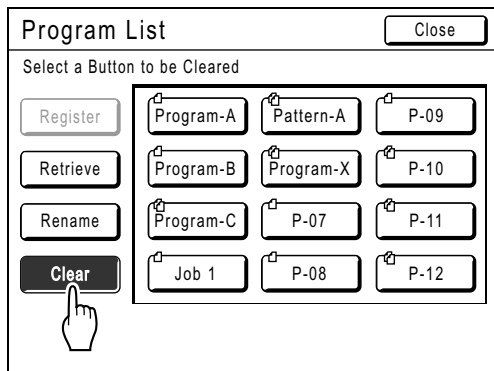 Program List
Close
Select a Button to be Cleared
Register
Program-A
Pattern-A
P-09
Retrieve
Program-B
Program-X
P-10
Rename
Program-C
P-07
P-11
Clear
Job 1
P-08
P-12